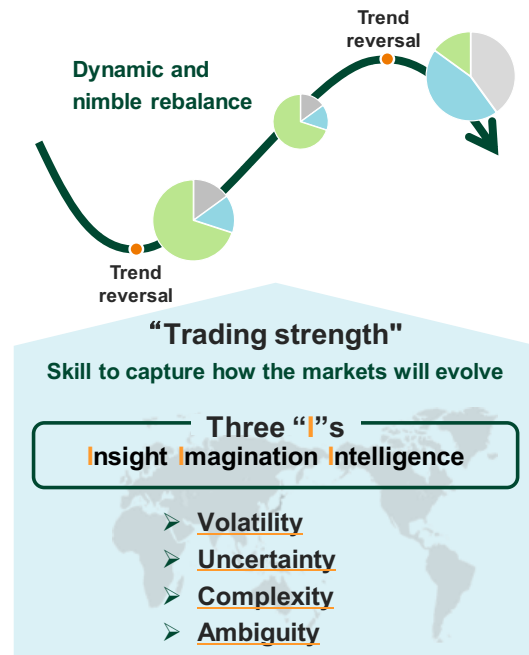 Trend
reversal
Dynamic and
nimble rebalance
Trend
reversal
“Trading strength"
Skill to capture how the markets will evolve
Three “I”s
Insight Imagination Intelligence
➢ Volatility
➢ Uncertainty
➢ Complexity
➢ Ambiguity